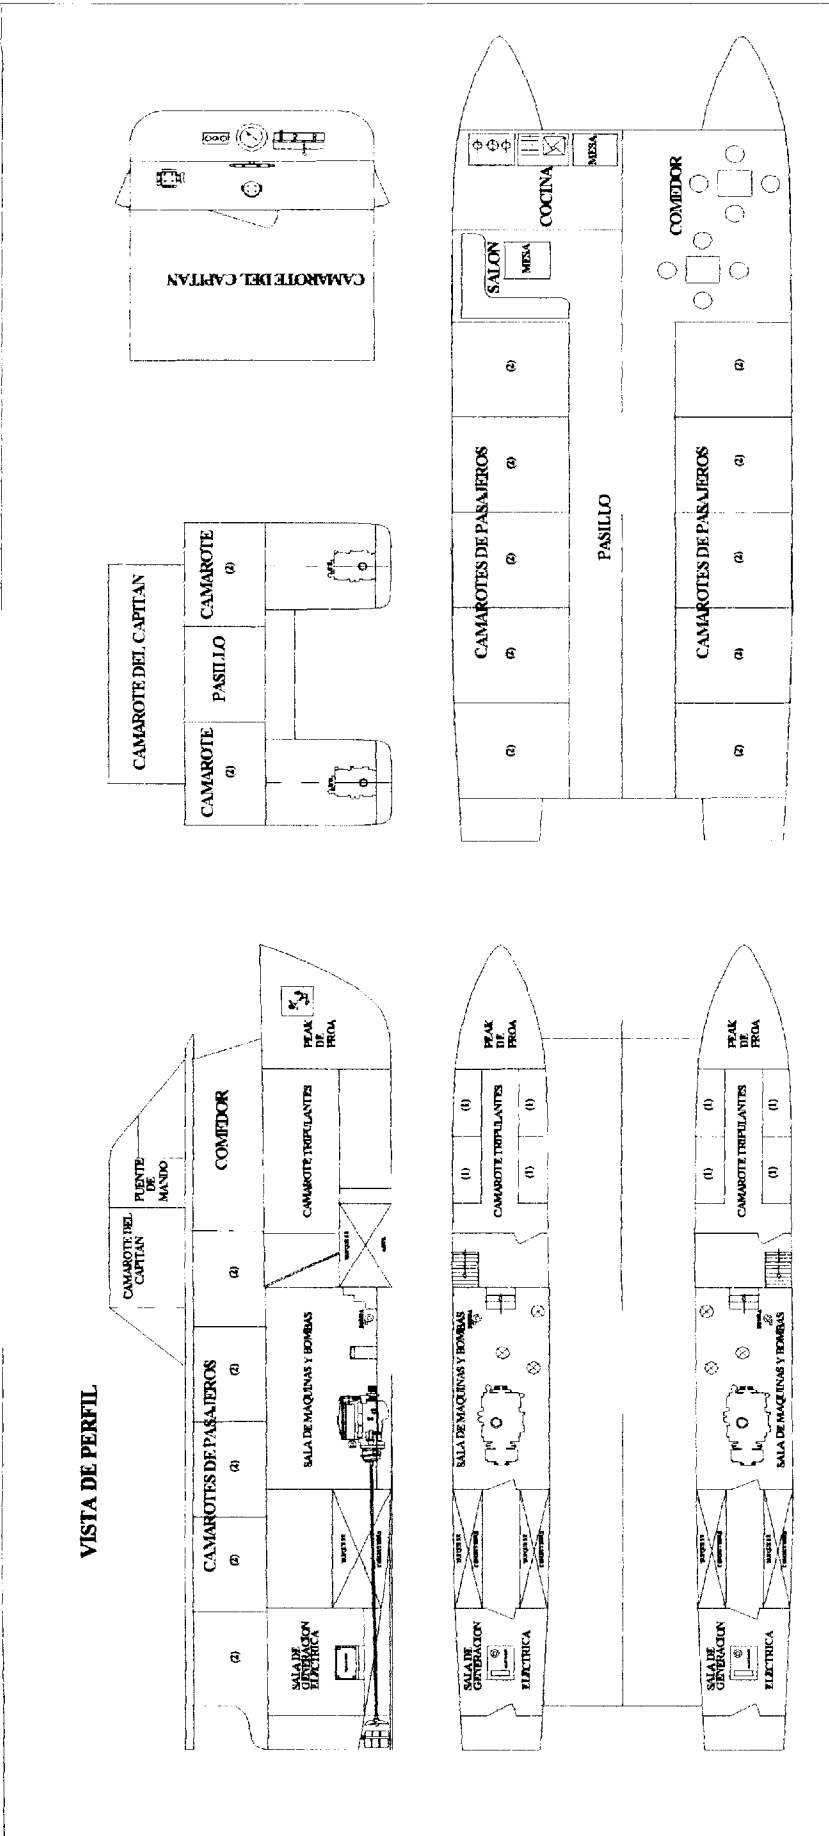 VISTA DE PERFIL
CAMAROTE DEL
CAPITAN
PUENTE
DE
MANDO
CAMAROTES DE PASAJEROS
(2)
(2)
(2)
(2)
(2)
COMEDOR
SALA DE
GENERACION
ELECTRICA
SALA DE MAQUINAS Y BOMBAS
CAMAROTE TRIPULANTES
PEAK
DE
PROA
SALA DE
GENERACION
ELECTRICA
SALA DE MAQUINAS Y BOMBAS
CAMAROTE TRIPULANTES
(1)
(1)
(1)
(1)
PEAK
DE
PROA
SALA DE
GENERACION
ELECTRICA
SALA DE MAQUINAS Y BOMBAS
CAMAROTE TRIPULANTES
(1)
(1)
(1)
(1)
PEAK
DE
PROA
CAMAROTE DEL CAPITAN
CAMAROTE
(2)
PASILLO
CAMAROTE
(2)
CAMAROTE DEL CAPITAN
1 2 3
CAMAROTES DE PASAJEROS
(2)
(2)
(2)
(2)
(2)
SALON
MESA
COCINA
MESA
PASILLO
COMEDOR
CAMAROTES DE PASAJEROS
(2)
(2)
(2)
(2)
(2)